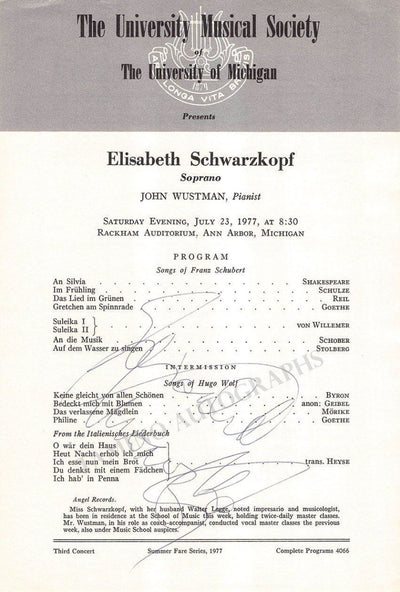 The University Musical Society
of
The University of Michigan
Presents
Elisabeth Schwarzkopf
Soprano
JOHN WUSTMAN, Pianist
SATURDAY EVENING, JULY 23, 1977, AT 8:30
RACKHAM AUDITORIUM, ANN ARBOR, MICHIGAN
PROGRAM
Songs of Franz Schubert
An Silvia . . . . . SHAKESPEARE
Im Frühling . . . . . SCHULZE
Das Lied im Grünen . . . . . REIL
Gretchen am Spinnrade . . . . . GOETHE
Suleika I
Suleika II } . . . . . VON WILLEMER
An die Musik . . . . . SCHOBER
Auf dem Wasser zu singen . . . . . STOLBERG
INTERMISSION
Songs of Hugo Wolf
Keine gleicht von allen Schönen . . . . . BYRON
Bedeckt mich mit Blumen . . . . . anon: GEIBEL
Das verlassene Mägdlein . . . . . MÖRIKE
Philine . . . . . GOETHE
From the Italienisches Liederbuch
O wär dein Haus
Heut Nacht erhob ich mich
Ich esse nun mein Brot
Du denkst mit einem Fädchen
Ich hab' in Penna } . . . . . trans. HEYSE
Angel Records.
Miss Schwarzkopf, with her husband Walter Legge, noted impresario and musicologist,
has been in residence at the School of Music this week, holding twice-daily master classes.
Mr. Wustman, in his role as coach-accompanist, conducted vocal master classes the previous
week, also under Music School auspices.
Third Concert Summer Fare Series, 1977 Complete Programs 4066